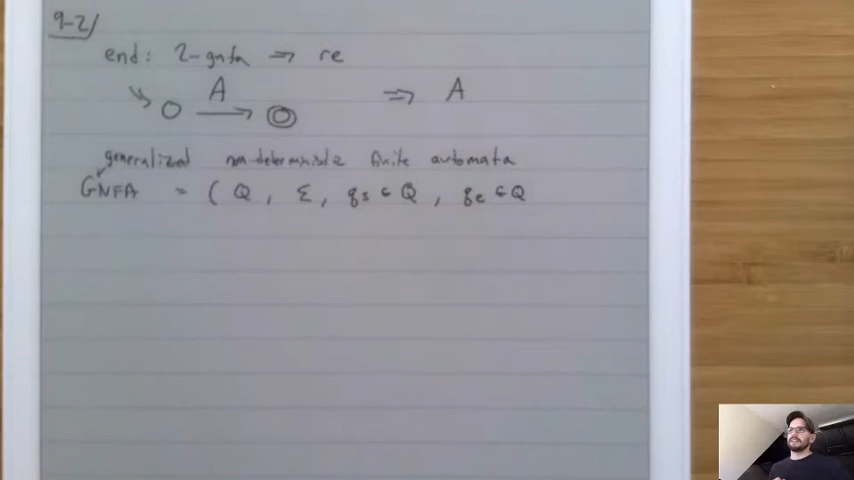 9-2/
end: 2-gnfa ⇒ re
A
⇒ A
generalized non-deterministic finite automata
GNFA = ( Q, Σ, qs ∈ Q, qe ∈ Q